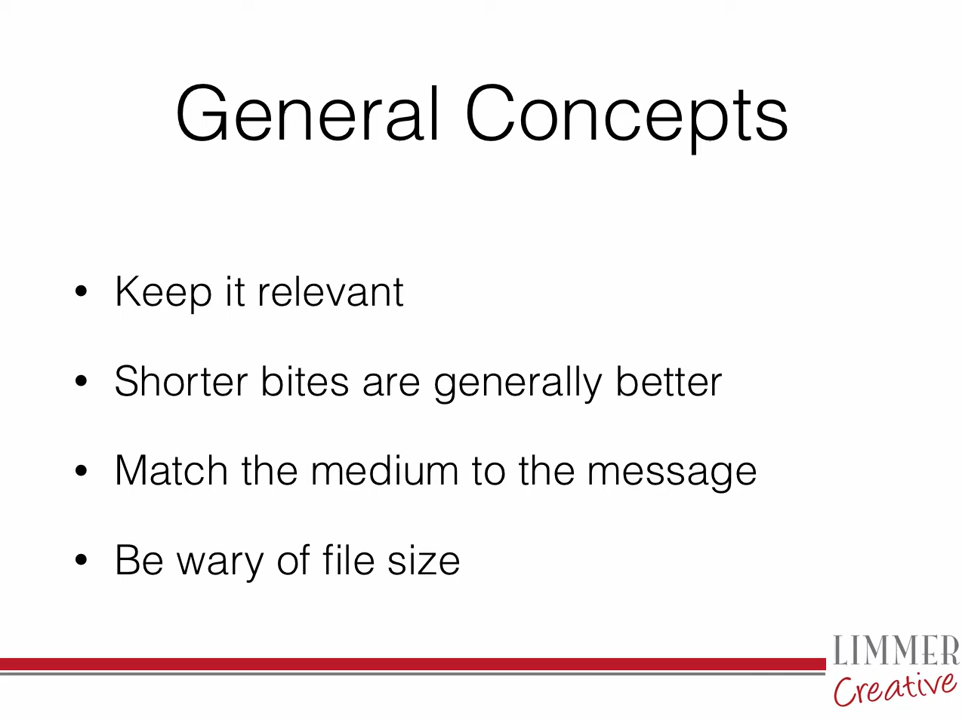 General Concepts
• Keep it relevant
• Shorter bites are generally better
• Match the medium to the message
• Be wary of file size
LIMMER
Creative